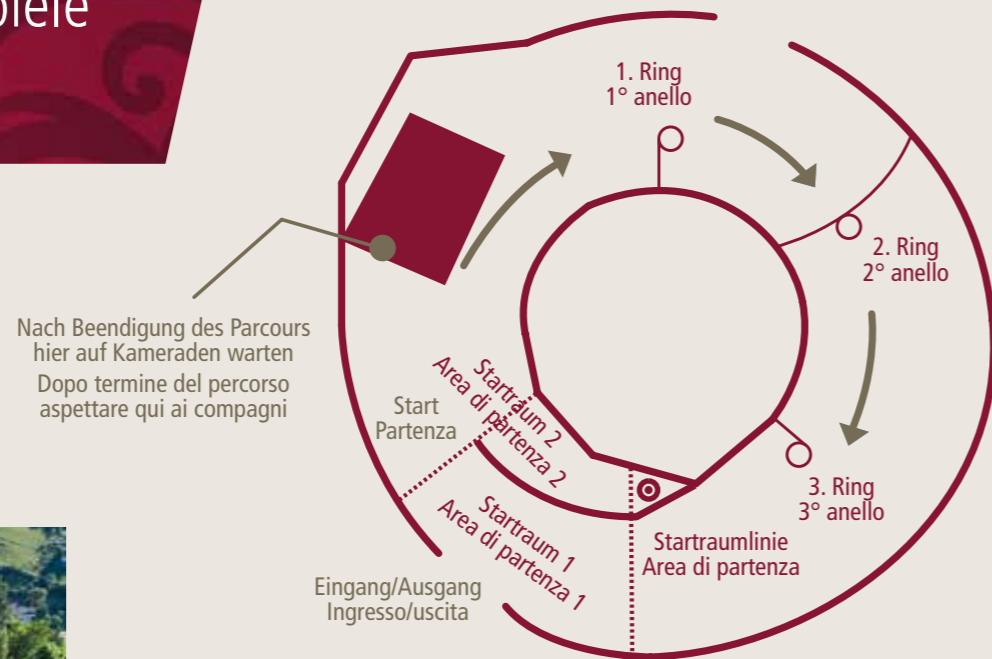 1. Ring
1° anello
2. Ring
2° anello
Nach Beendigung des Parcours
hier auf Kameraden warten
Dopo termine del percorso
aspettare qui ai compagni
Start
Partenza
Startraum 2
Area di partenza 2
Startraum 1
Area di partenza 1
3. Ring
3° anello
Startraumlinie
Area di partenza
Eingang/Ausgang
Ingresso/uscita